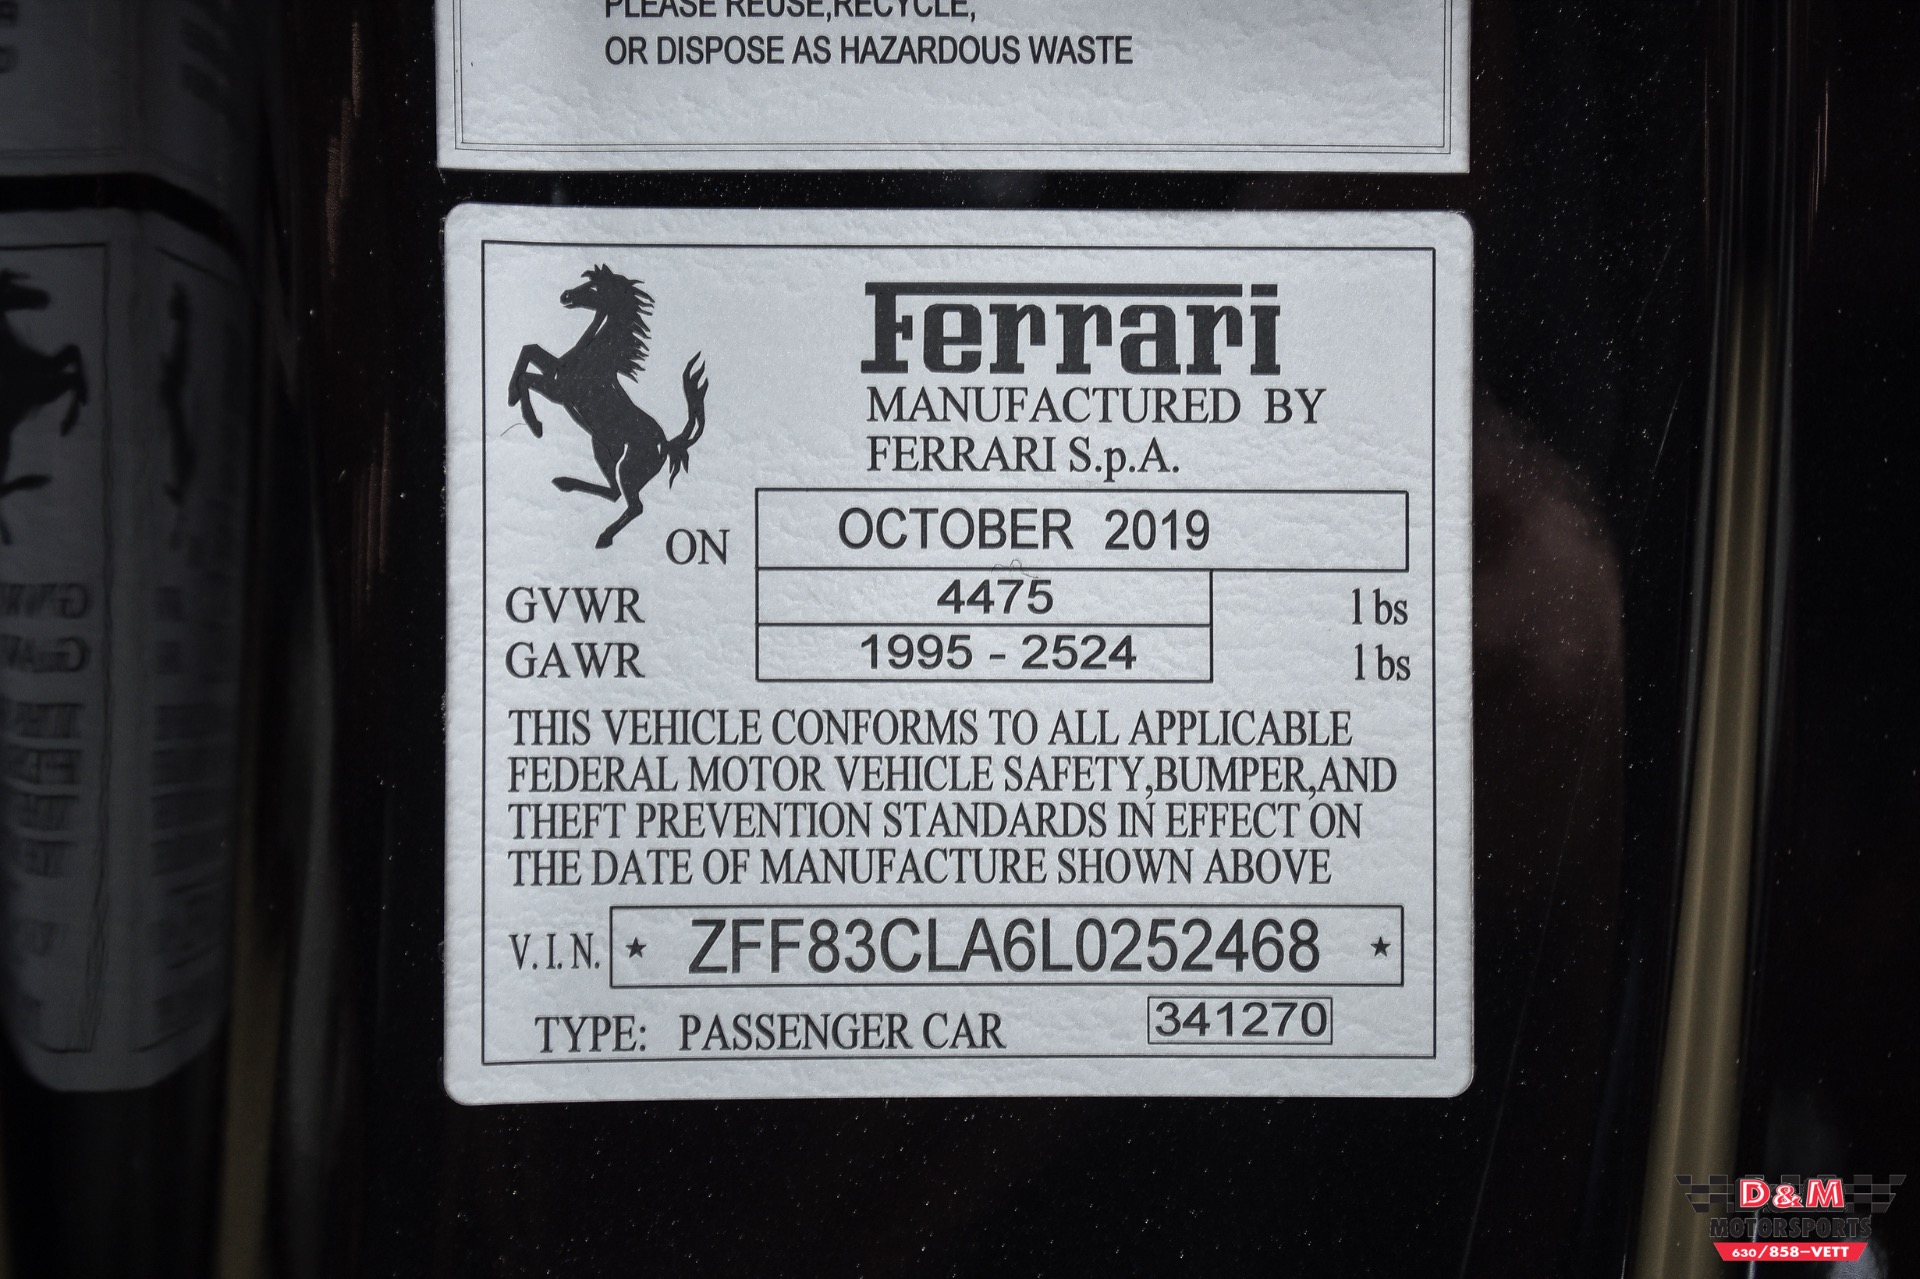 PLEASE REUSE,RECYCLE,
OR DISPOSE AS HAZARDOUS WASTE
Ferrari
MANUFACTURED BY
FERRARI S.p.A.
ON OCTOBER 2019
GVWR 4475 lbs
GAWR 1995 - 2524 lbs
THIS VEHICLE CONFORMS TO ALL APPLICABLE
FEDERAL MOTOR VEHICLE SAFETY,BUMPER,AND
THEFT PREVENTION STANDARDS IN EFFECT ON
THE DATE OF MANUFACTURE SHOWN ABOVE
V.I.N. ★ ZFF83CLA6L0252468 ★
TYPE: PASSENGER CAR 341270
D&M
MOTORSPORTS
630/858-VETT